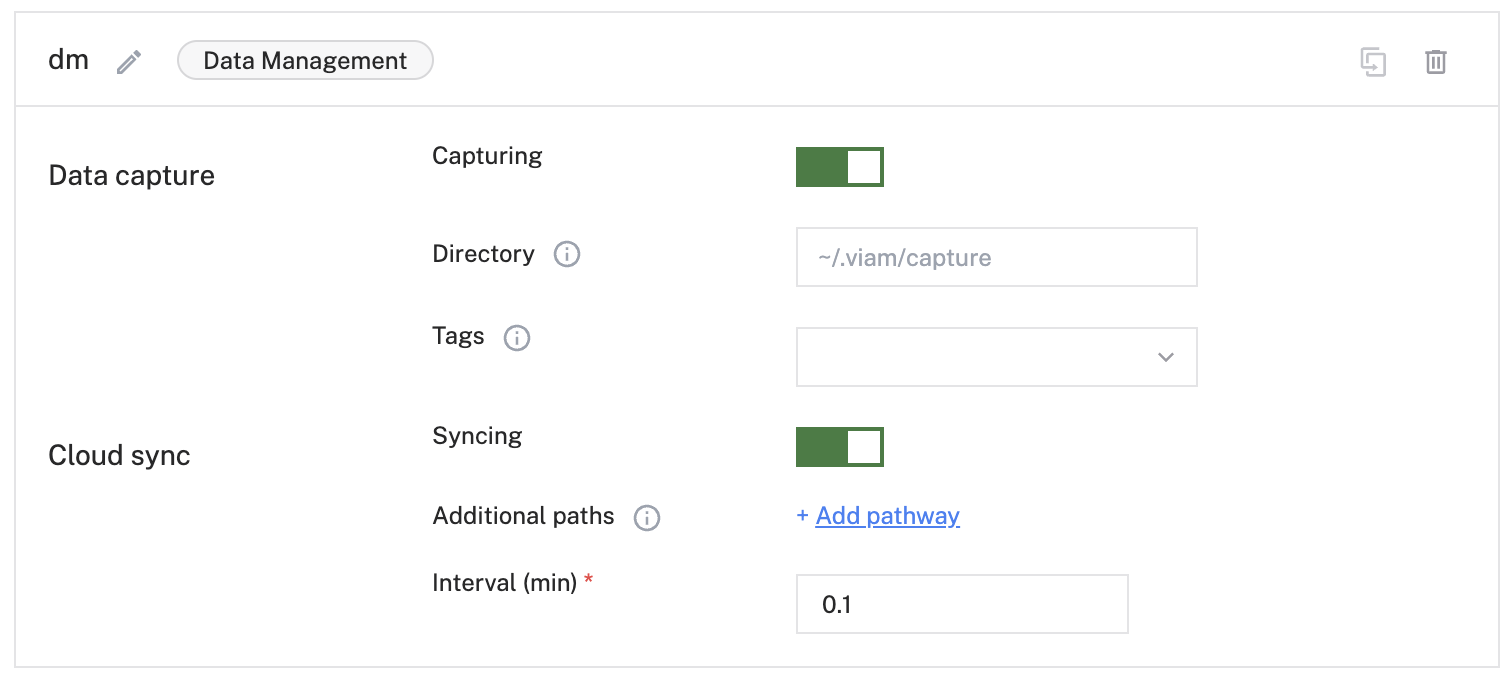 dm Data Management
Data capture
Capturing
Directory
~/.viam/capture
Tags
Cloud sync
Syncing
Additional paths
+ Add pathway
Interval (min) *
0.1